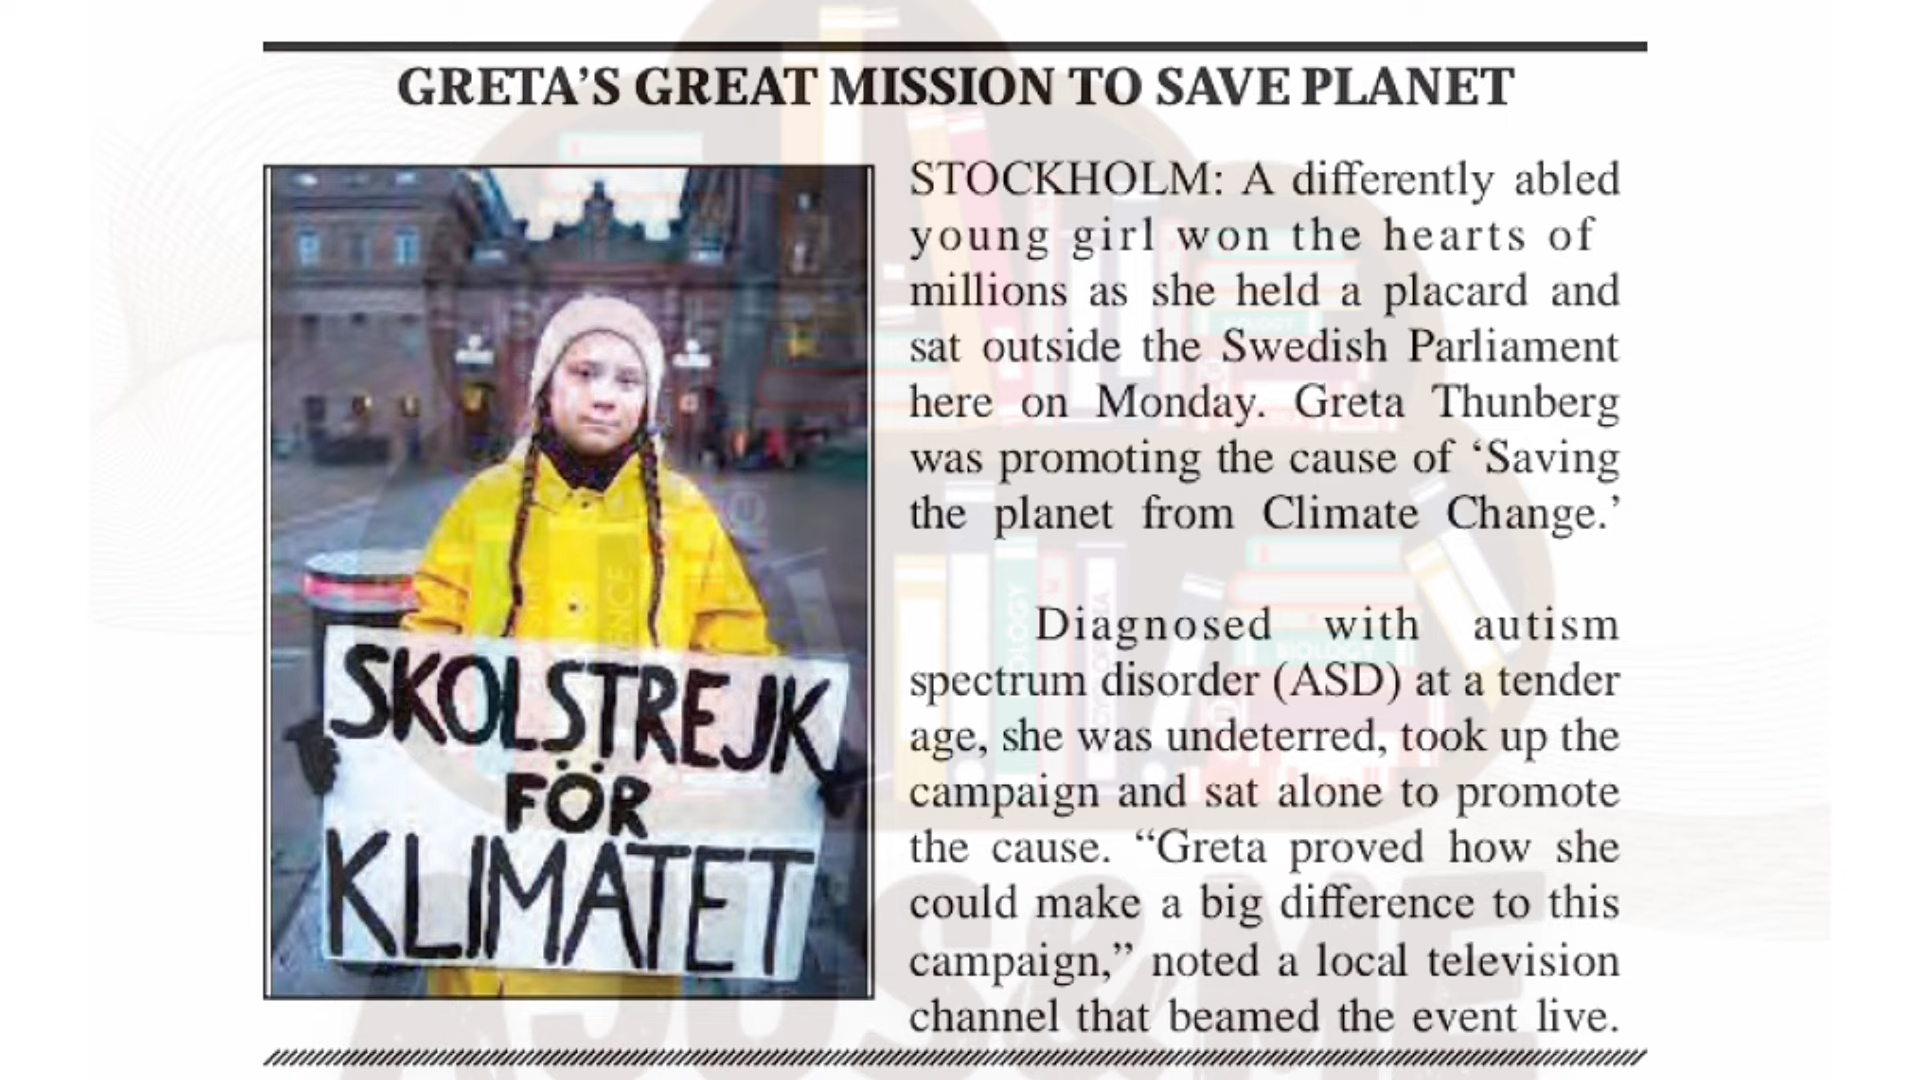 GRETA’S GREAT MISSION TO SAVE PLANET
SKOLSTREJK
FÖR
KLIMATET
STOCKHOLM: A differently abled
young girl won the hearts of
millions as she held a placard and
sat outside the Swedish Parliament
here on Monday. Greta Thunberg
was promoting the cause of ‘Saving
the planet from Climate Change.’
Diagnosed with autism
spectrum disorder (ASD) at a tender
age, she was undeterred, took up the
campaign and sat alone to promote
the cause. “Greta proved how she
could make a big difference to this
campaign,” noted a local television
channel that beamed the event live.
BIOLOGY